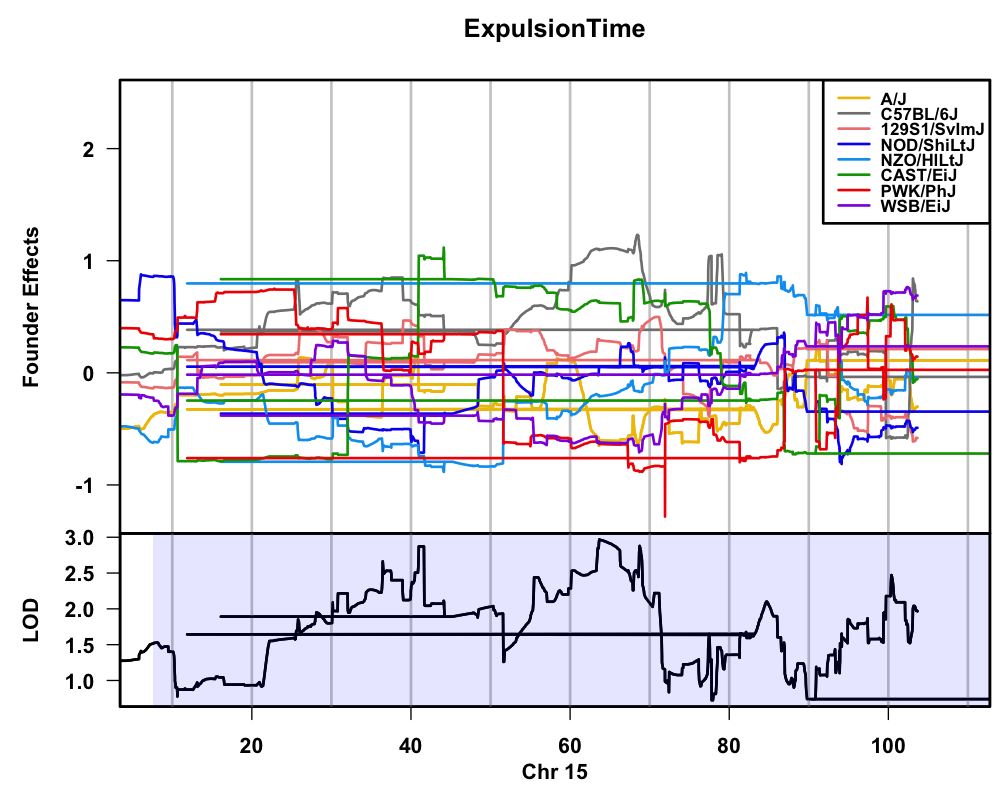 ExpulsionTime
Founder Effects
2
1
0
-1
A/J
C57BL/6J
129S1/SvImJ
NOD/ShiLtJ
NZO/HlLtJ
CAST/EiJ
PWK/PhJ
WSB/EiJ
LOD
3.0
2.5
2.0
1.5
1.0
20 40 60 80 100
Chr 15